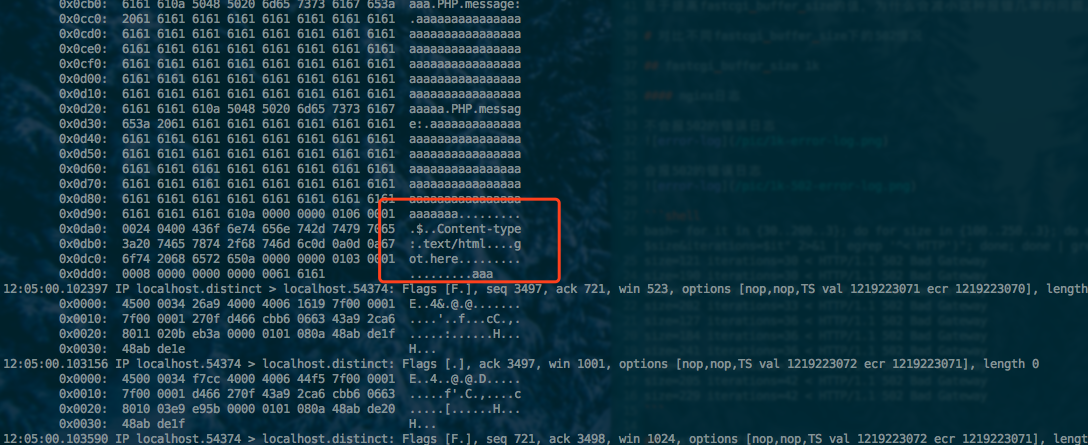 0x0cb0:  6161 610a 5048 5020 6d65 7373 6167 653a  aaa.PHP.message:
0x0cc0:  2061 6161 6161 6161 6161 6161 6161 6161  .aaaaaaaaaaaaaaa
0x0cd0:  6161 6161 6161 6161 6161 6161 6161 6161  aaaaaaaaaaaaaaaa
0x0ce0:  6161 6161 6161 6161 6161 6161 6161 6161  aaaaaaaaaaaaaaaa
0x0cf0:  6161 6161 6161 6161 6161 6161 6161 6161  aaaaaaaaaaaaaaaa
0x0d00:  6161 6161 6161 6161 6161 6161 6161 6161  aaaaaaaaaaaaaaaa
0x0d10:  6161 6161 6161 6161 6161 6161 6161 6161  aaaaaaaaaaaaaaaa
0x0d20:  6161 6161 610a 5048 5020 6d65 7373 6167  aaaaa.PHP.messag
0x0d30:  653a 2061 6161 6161 6161 6161 6161 6161  e:.aaaaaaaaaaaaa
0x0d40:  6161 6161 6161 6161 6161 6161 6161 6161  aaaaaaaaaaaaaaaa
0x0d50:  6161 6161 6161 6161 6161 6161 6161 6161  aaaaaaaaaaaaaaaa
0x0d60:  6161 6161 6161 6161 6161 6161 6161 6161  aaaaaaaaaaaaaaaa
0x0d70:  6161 6161 6161 6161 6161 6161 6161 6161  aaaaaaaaaaaaaaaa
0x0d80:  6161 6161 6161 6161 6161 6161 6161 6161  aaaaaaaaaaaaaaaa
0x0d90:  6161 6161 6161 610a 0000 0000 0106 0001  aaaaaaa.........
0x0da0:  0024 0400 436f 6e74 656e 742d 7479 7065  .$..Content-type
0x0db0:  3a20 7465 7874 2f68 746d 6c0d 0a0d 0a67  :.text/html....g
0x0dc0:  6f74 2068 6572 650a 0000 0000 0103 0001  ot.here.........
0x0dd0:  0008 0000 0000 0000 0061 6161  .........aaa
12:05:00.102397 IP localhost.distinct > localhost.54374: Flags [F.], seq 3497, ack 721, win 523, options [nop,nop,TS val 1219223071 ecr 1219223070], length
0x0000:  4500 0034 26a9 4000 4006 1619 7f00 0001  E..4&.@.@.......
0x0010:  7f00 0001 270f d466 cbb6 0663 43a9 2ca6  ....'..f...cC.,.
0x0020:  8011 020b eb3a 0000 0101 080a 48ab de1f  .....:......H...
0x0030:  48ab de1e  H...
12:05:00.103156 IP localhost.54374 > localhost.distinct: Flags [.], ack 3497, win 1001, options [nop,nop,TS val 1219223072 ecr 1219223071], length 0
0x0000:  4500 0034 f7cc 4000 4006 44f5 7f00 0001  E..4..@.@.D.....
0x0010:  7f00 0001 d466 270f 43a9 2ca6 cbb6 0663  .....f'.C.,....c
0x0020:  8010 03e9 e95b 0000 0101 080a 48ab de20  .....[......H...
0x0030:  48ab de1f  H...
12:05:00.103590 IP localhost.54374 > localhost.distinct: Flags [F.], seq 721, ack 3498, win 1024, options [nop,nop,TS val 1219223072 ecr 1219223071], lengt